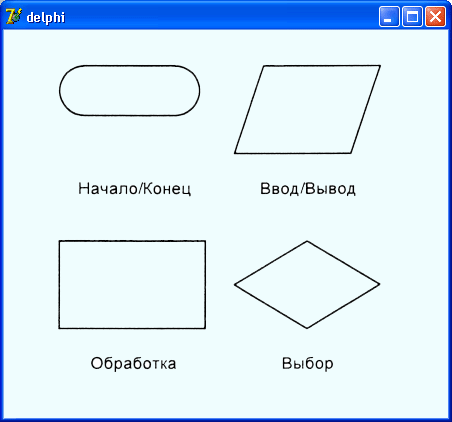 delphi
Начало/Конец
Ввод/Вывод
Обработка
Выбор